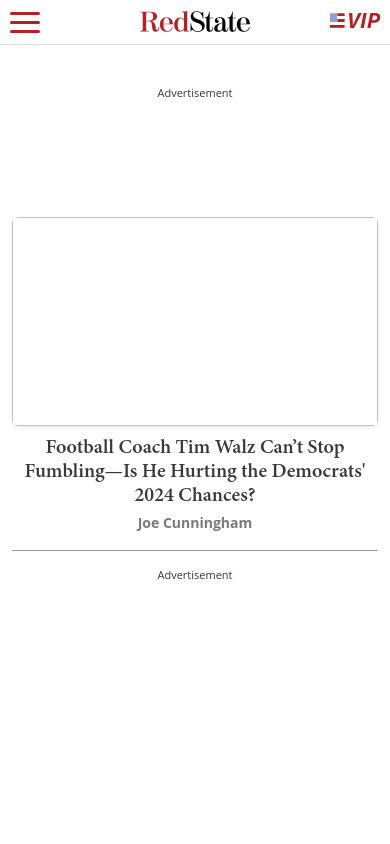 RedState
VIP
Advertisement
Football Coach Tim Walz Can’t Stop
Fumbling—Is He Hurting the Democrats'
2024 Chances?
Joe Cunningham
Advertisement